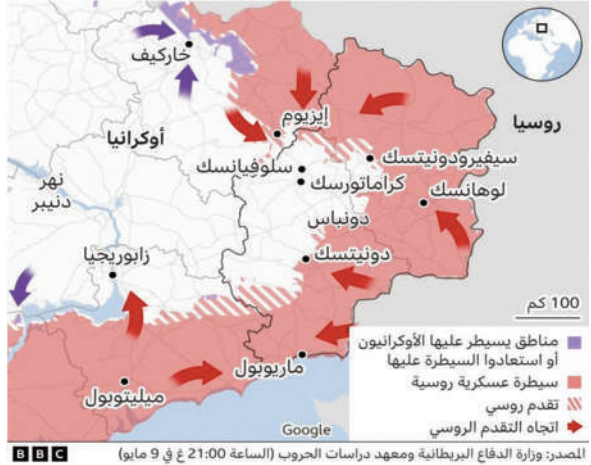 خاركيف
إيزيوم
روسيا
أوكرانيا
سيفيرودونيتسك
سلوفيانسك
كراماتورسك
نهر
دنيبر
لوهانسك
دونباس
زابوريجيا
دونيتسك
100 كم
مناطق يسيطر عليها الأوكرانيون
أو استعادوا السيطرة عليها
ماريوبول
سيطرة عسكرية روسية
ميليتوبول
تقدم روسي
Google
اتجاه التقدم الروسي
المصدر: وزارة الدفاع البريطانية ومعهد دراسات الحروب (الساعة 21:00 غ في 9 مايو)
BBC